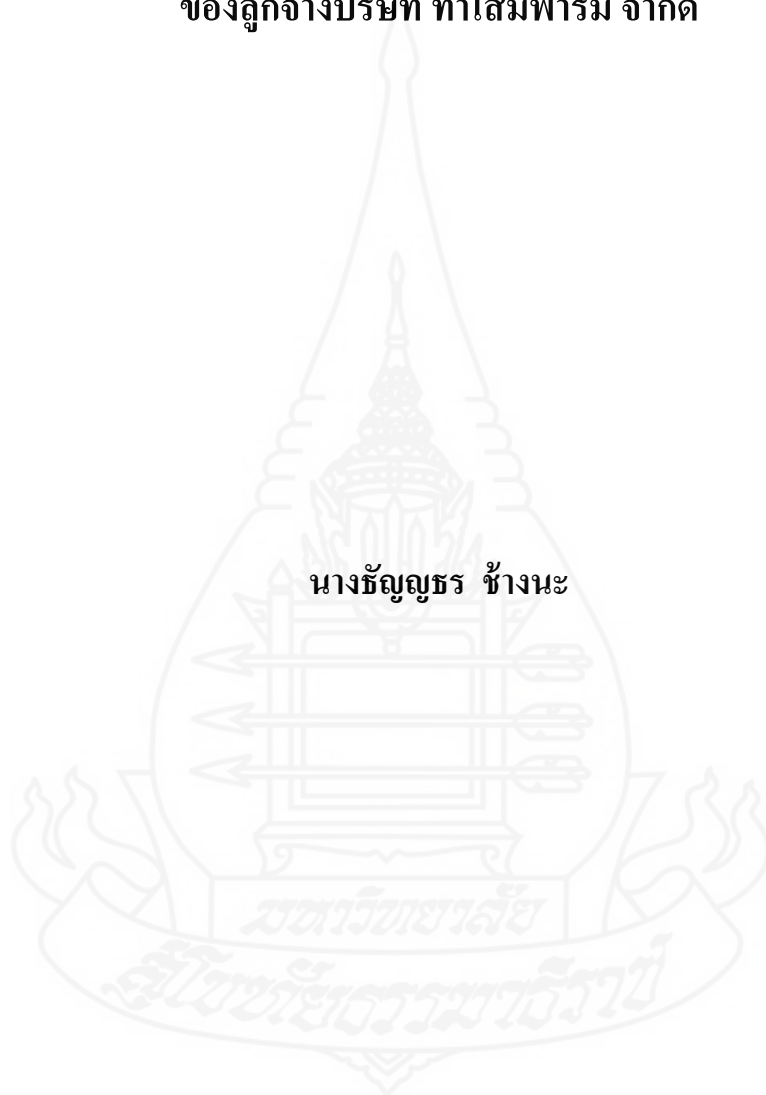 ของลูกจ้างบริษัท ท่าเสม็ฟาร์ม จำกัด
นางธัญญธร ช้างนะ
มหาวิทยาลัย
สุโขทัยธรรมาธิราช